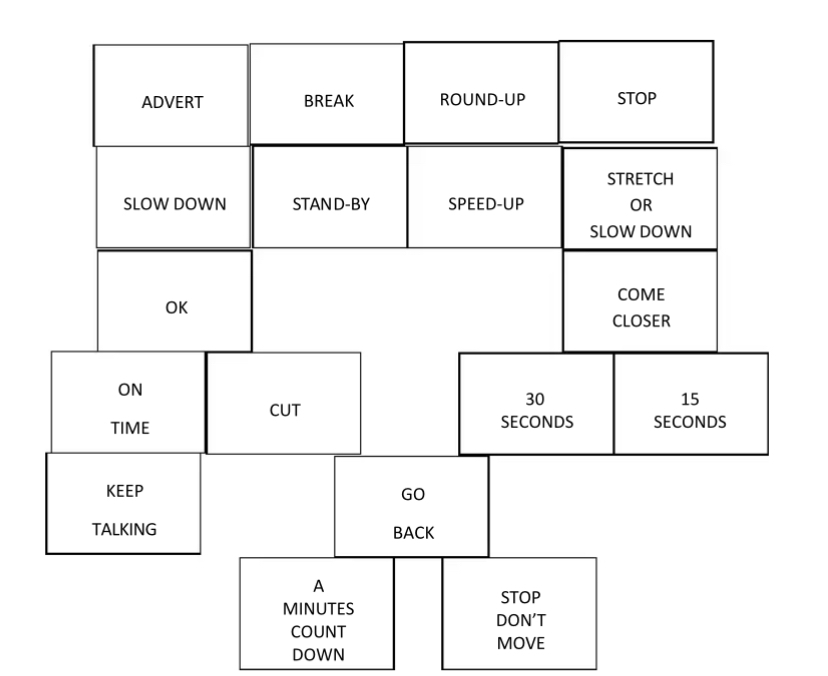 ADVERT
BREAK
ROUND-UP
STOP
SLOW DOWN
STAND-BY
SPEED-UP
STRETCH
OR
SLOW DOWN
OK
COME
CLOSER
ON
TIME
CUT
30
SECONDS
15
SECONDS
KEEP
TALKING
GO
BACK
A
MINUTES
COUNT
DOWN
STOP
DON'T
MOVE